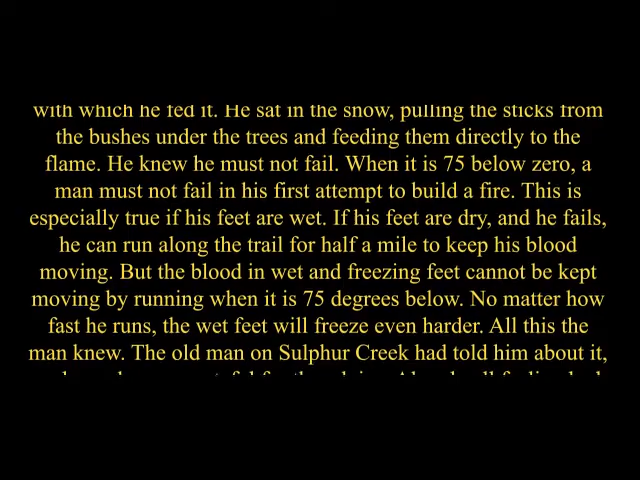 with which he fed it. He sat in the snow, pulling the sticks from
the bushes under the trees and feeding them directly to the
flame. He knew he must not fail. When it is 75 below zero, a
man must not fail in his first attempt to build a fire. This is
especially true if his feet are wet. If his feet are dry, and he fails,
he can run along the trail for half a mile to keep his blood
moving. But the blood in wet and freezing feet cannot be kept
moving by running when it is 75 degrees below. No matter how
fast he runs, the wet feet will freeze even harder. All this the
man knew. The old man on Sulphur Creek had told him about it,